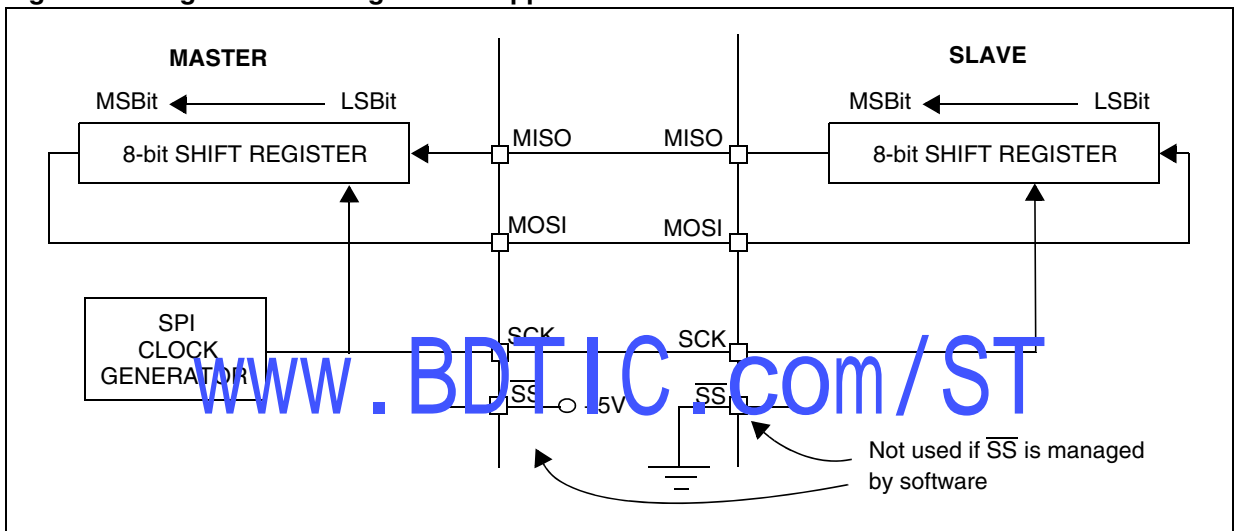 MASTER
SLAVE
MSBit
LSBit
MSBit
LSBit
8-bit SHIFT REGISTER
MISO
MISO
8-bit SHIFT REGISTER
MOSI
MOSI
SPI
CLOCK
GENERATOR
SCK
SCK
SS
+5V
SS
www.BDTIC.com/ST
Not used if SS is managed
by software